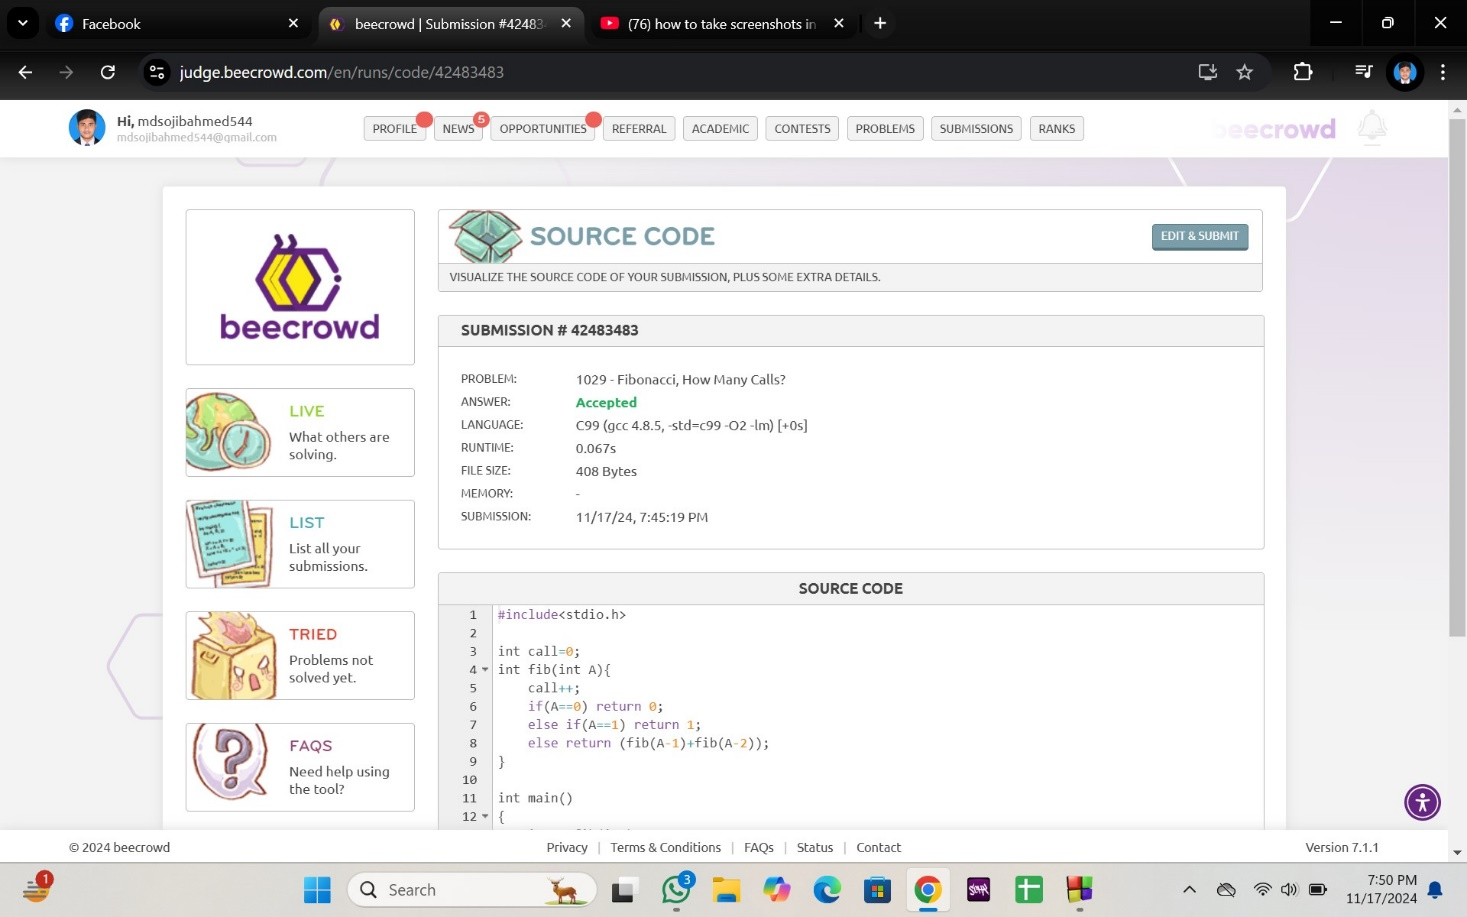 Facebook
beecrowd | Submission #42483
(76) how to take screenshots in
judge.beecrowd.com/en/runs/code/42483483
Hi, mdsojibahmed544
mdsojibahmed544@gmail.com
PROFILE
NEWS
5
OPPORTUNITIES
REFERRAL
ACADEMIC
CONTESTS
PROBLEMS
SUBMISSIONS
RANKS
beecrowd
beecrowd
SOURCE CODE
EDIT & SUBMIT
VISUALIZE THE SOURCE CODE OF YOUR SUBMISSION, PLUS SOME EXTRA DETAILS.
SUBMISSION # 42483483
PROBLEM: 1029 - Fibonacci, How Many Calls?
ANSWER: Accepted
LANGUAGE: C99 (gcc 4.8.5, -std=c99 -O2 -lm) [+0s]
RUNTIME: 0.067s
FILE SIZE: 408 Bytes
MEMORY: -
SUBMISSION: 11/17/24, 7:45:19 PM
LIVE
What others are
solving.
LIST
List all your
submissions.
TRIED
Problems not
solved yet.
FAQS
Need help using
the tool?
SOURCE CODE
1 #include<stdio.h>
2
3 int call=0;
4 int fib(int A){
5 call++;
6 if(A==0) return 0;
7 else if(A==1) return 1;
8 else return (fib(A-1)+fib(A-2));
9 }
10
11 int main()
12 {
© 2024 beecrowd
Privacy | Terms & Conditions | FAQs | Status | Contact
Version 7.1.1
1
Search
3
7:50 PM
11/17/2024